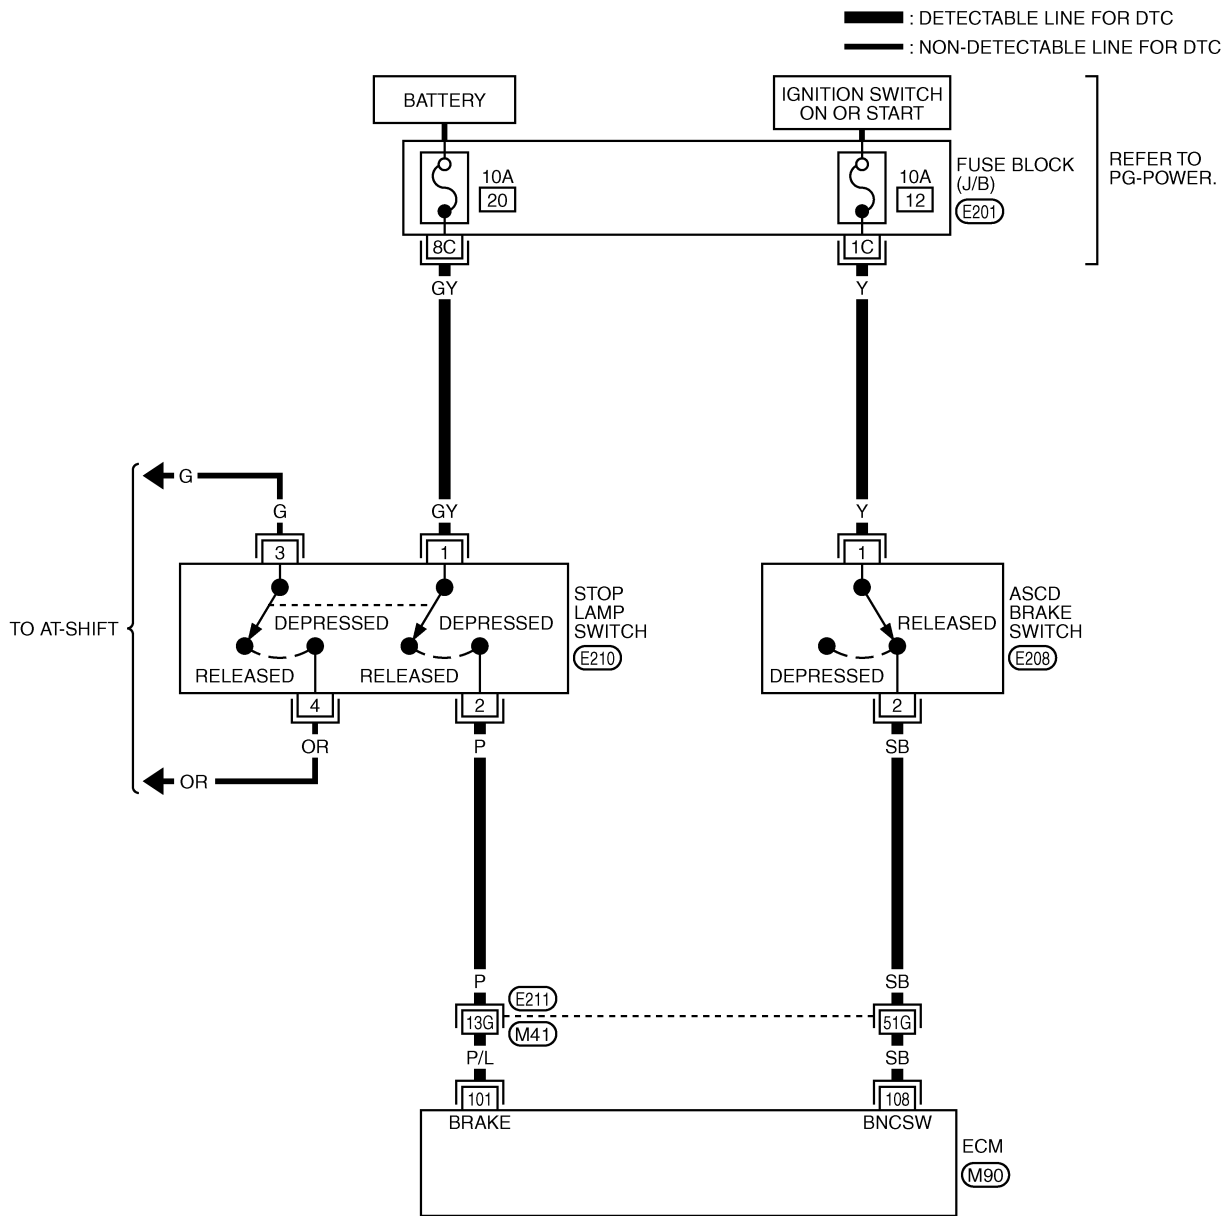 : DETECTABLE LINE FOR DTC
: NON-DETECTABLE LINE FOR DTC
BATTERY
IGNITION SWITCH
ON OR START
10A
20
10A
12
FUSE BLOCK
(J/B)
E201
REFER TO
PG-POWER.
8C
1C
GY
Y
G
G
GY
Y
3
1
1
TO AT-SHIFT
DEPRESSED
DEPRESSED
RELEASED
RELEASED
STOP
LAMP
SWITCH
E210
RELEASED
DEPRESSED
ASCD
BRAKE
SWITCH
E208
4
2
2
OR
P
SB
OR
P
SB
E211
13G
51G
M41
P/L
SB
101
108
BRAKE
BNCSW
ECM
M90